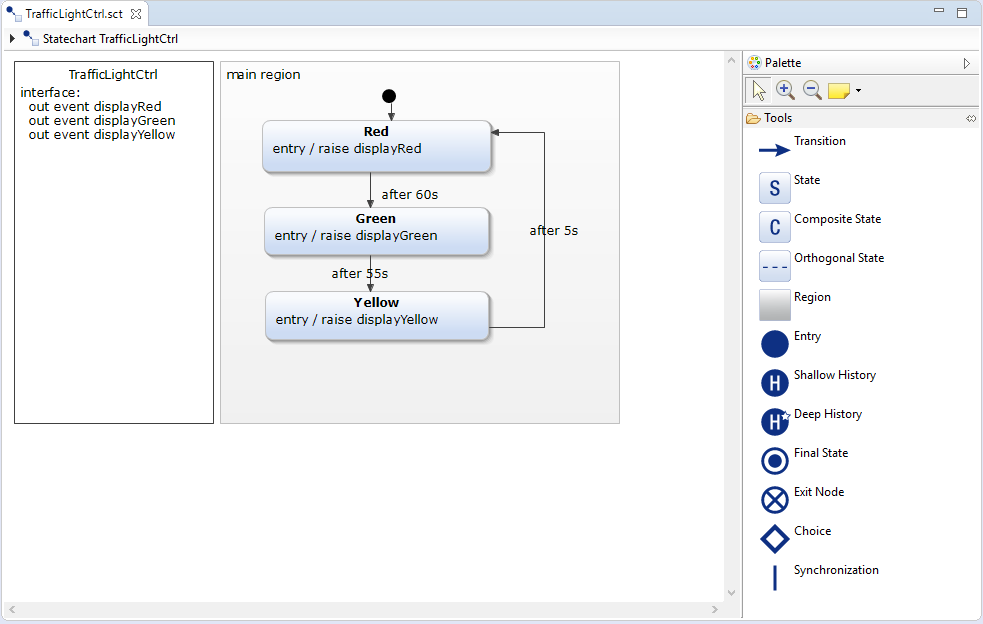 TrafficLightCtrl.sct
Statechart TrafficLightCtrl
TrafficLightCtrl
interface:
out event displayRed
out event displayGreen
out event displayYellow
main region
Red
entry / raise displayRed
after 60s
Green
entry / raise displayGreen
after 5s
after 55s
Yellow
entry / raise displayYellow
Palette
Tools
Transition
S
State
C
Composite State
Orthogonal State
Region
Entry
H
Shallow History
H
Deep History
Final State
Exit Node
Choice
Synchronization